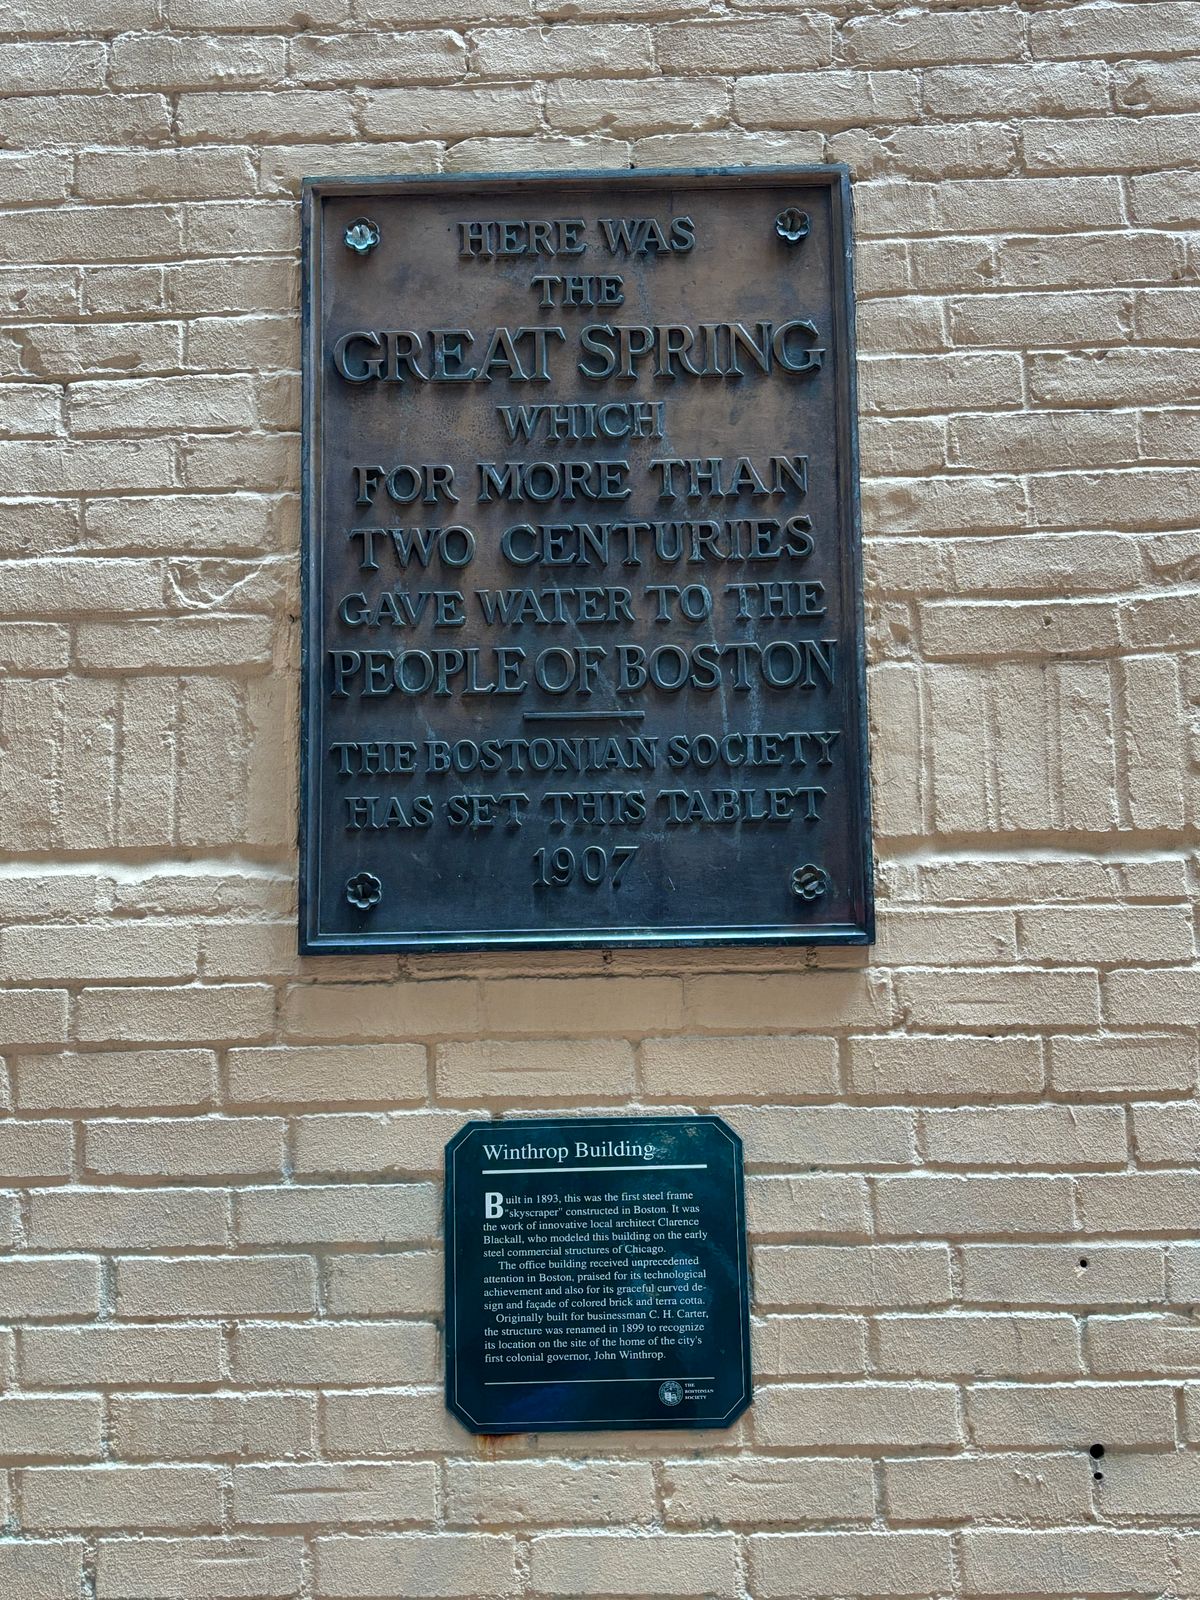 HERE WAS
THE
GREAT SPRING
WHICH
FOR MORE THAN
TWO CENTURIES
GAVE WATER TO THE
PEOPLE OF BOSTON
THE BOSTONIAN SOCIETY
HAS SET THIS TABLET
1907
Winthrop Building
Built in 1893, this was the first steel frame
"skyscraper" constructed in Boston. It was
the work of innovative local architect Clarence
Blackall, who modeled this building on the early
steel commercial structures of Chicago.
The office building received unprecedented
attention in Boston, praised for its technological
achievement and also for its graceful curved de-
sign and façade of colored brick and terra cotta.
Originally built for businessman C. H. Carter,
the structure was renamed in 1899 to recognize
its location on the site of the home of the city's
first colonial governor, John Winthrop.
THE
BOSTONIAN
SOCIETY